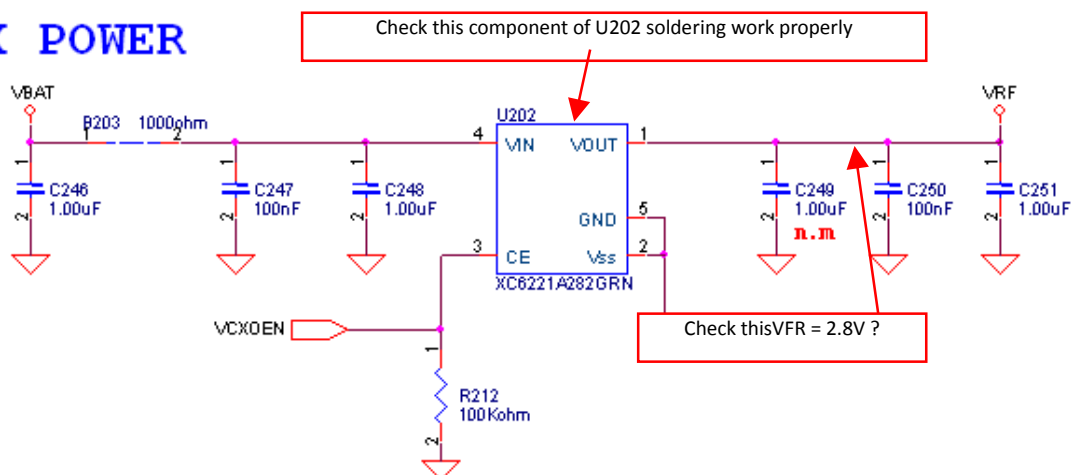 X POWER
Check this component of U202 soldering work properly
VBAT
B203 1000ohm
1 2
U202
VRF
4 VIN VOUT 1
1 C246 1.00uF 2
1 C247 100nF 2
1 C248 1.00uF 2
GND 5
3 CE Vss 2
XC6221A282GRN
1 C249 1.00uF 2
n.m
1 C250 100nF 2
1 C251 1.00uF 2
VCXOEN
Check thisVFR = 2.8V ?
1
R212
100Kohm
2